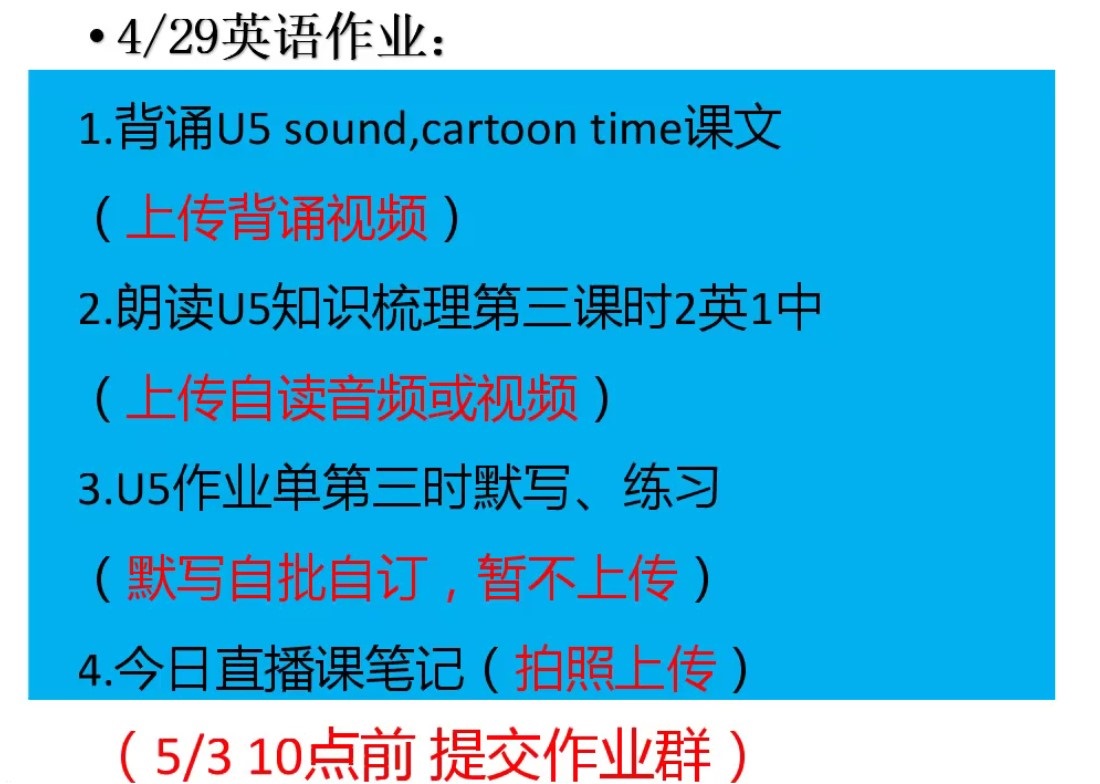 •4/29英语作业：
1.背诵U5 sound,cartoon time课文
（上传背诵视频）
2.朗读U5知识梳理第三课时2英1中
（上传自读音频或视频）
3.U5作业单第三时默写、练习
（默写自批自订，暂不上传）
4.今日直播课笔记（拍照上传）
（5/3 10点前 提交作业群）